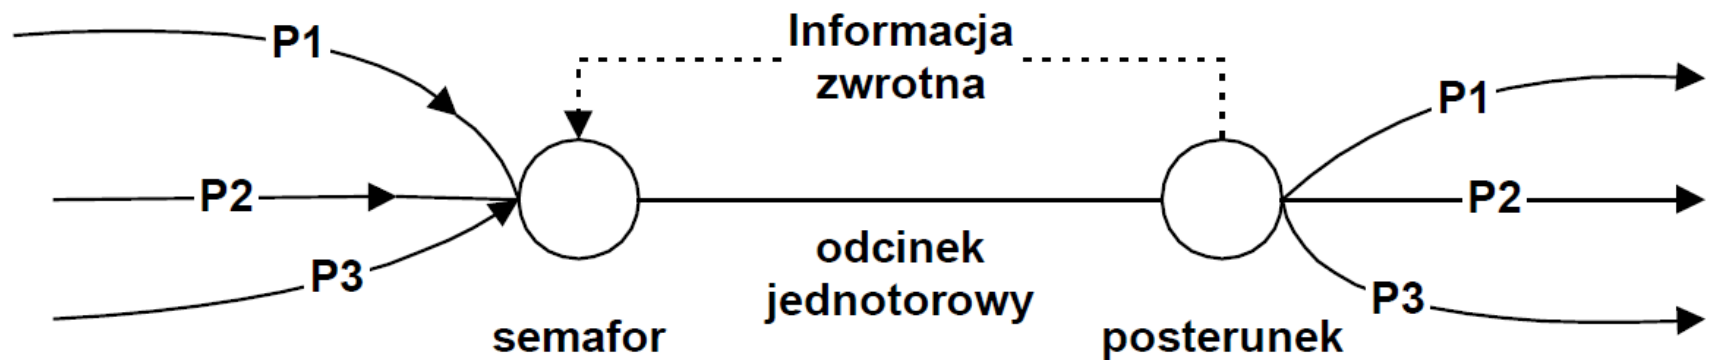 P1
Informacja
zwrotna
P1
P2
P2
P3
odcinek
jednotorowy
P3
semafor
posterunek